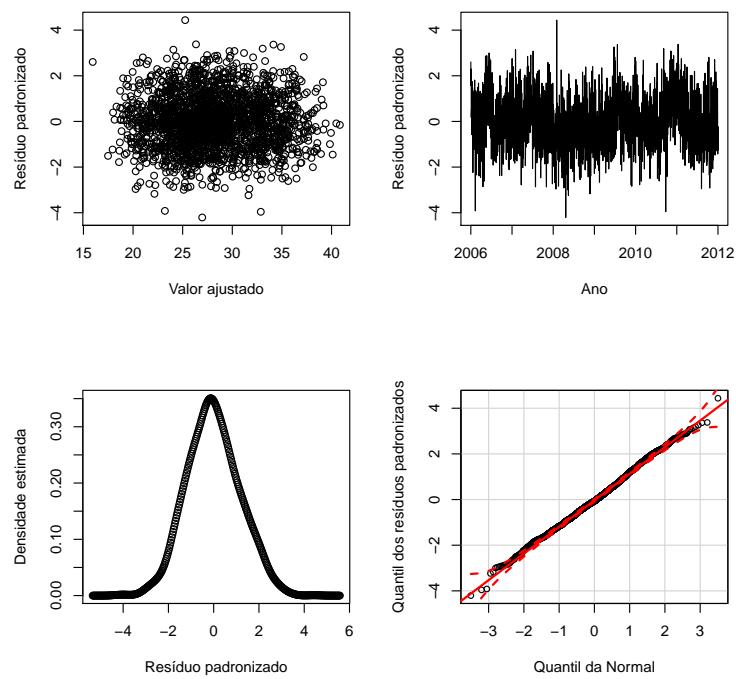 Resíduo padronizado
4
2
0
−2
−4
15 20 25 30 35 40
Valor ajustado
Resíduo padronizado
4
2
0
−2
−4
2006 2008 2010 2012
Ano
Densidade estimada
0.30
0.20
0.10
0.00
−4 −2 0 2 4 6
Resíduo padronizado
Quantil dos resíduos padronizados
4
2
0
−2
−4
−3 −2 −1 0 1 2 3
Quantil da Normal